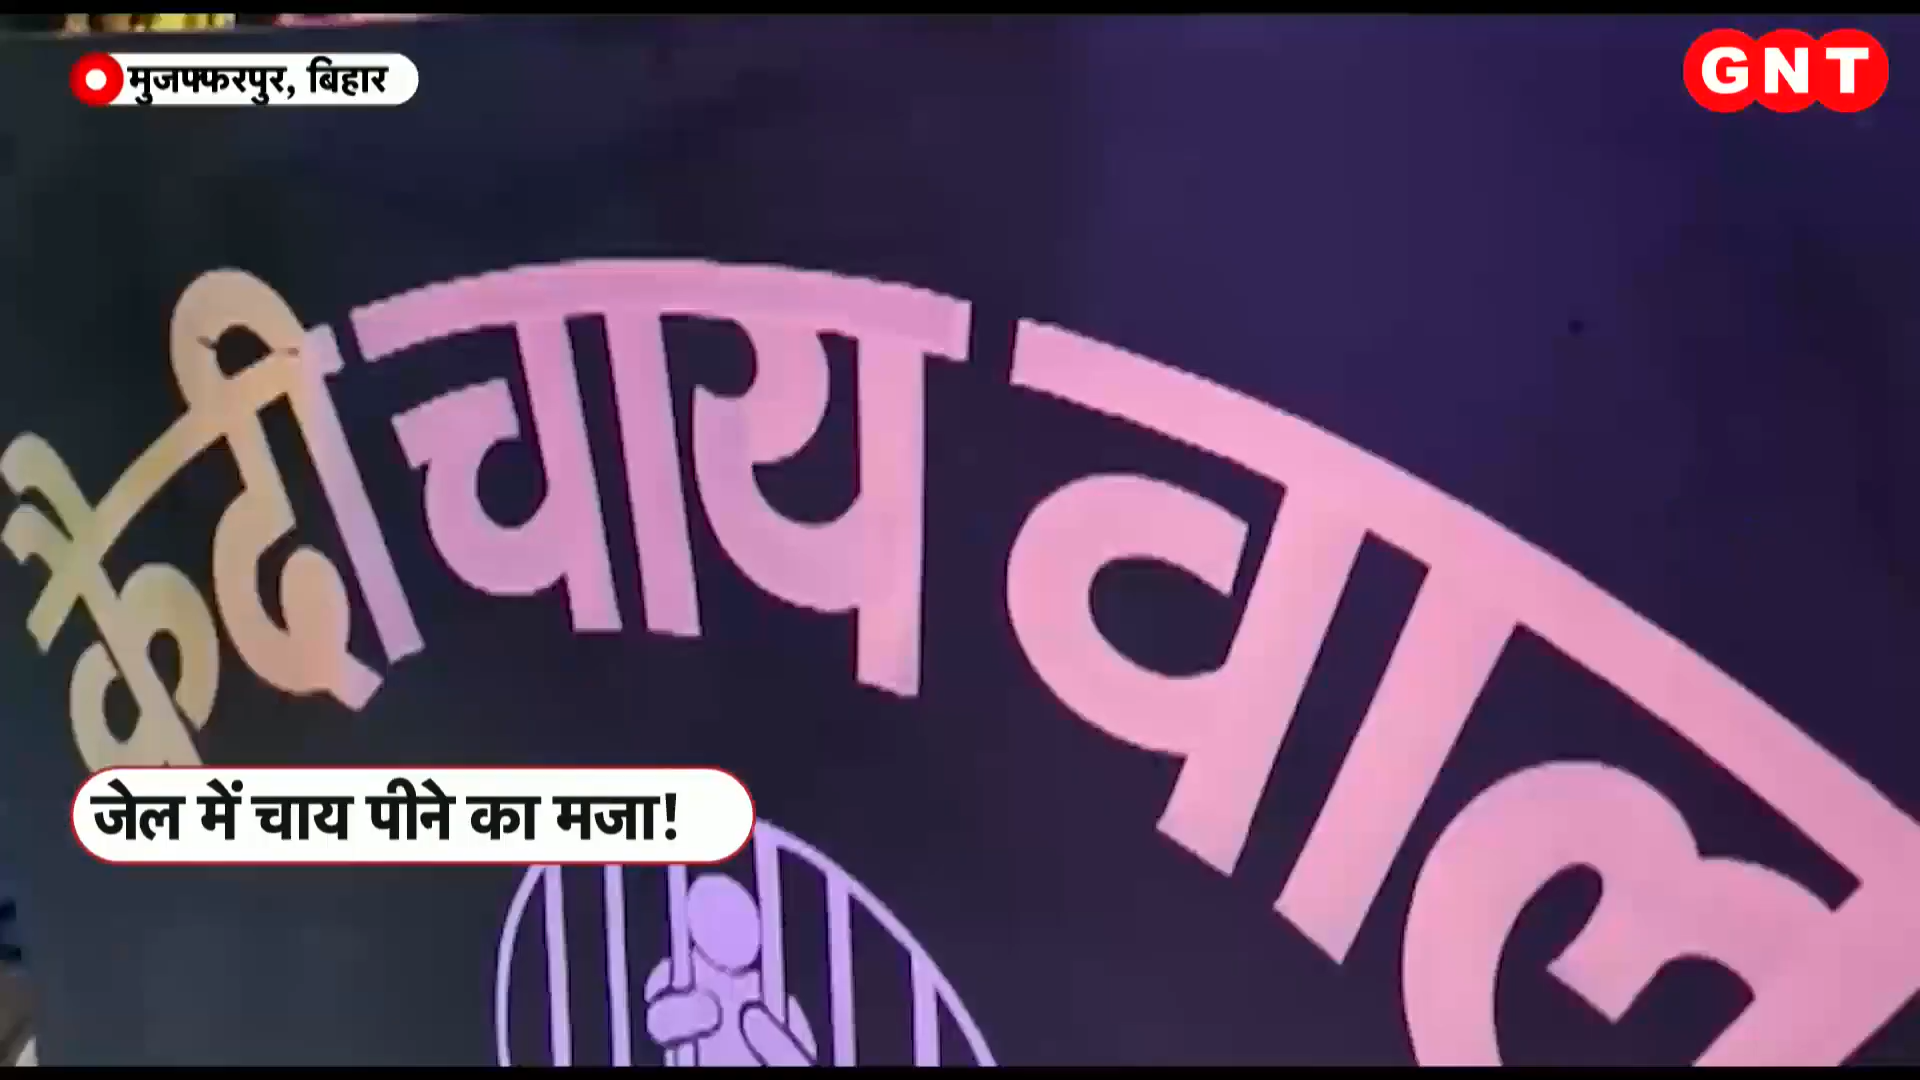 मुजफ्फरपुर, बिहार
GNT
कैदी चाय वाल
जेल में चाय पीने का मजा!